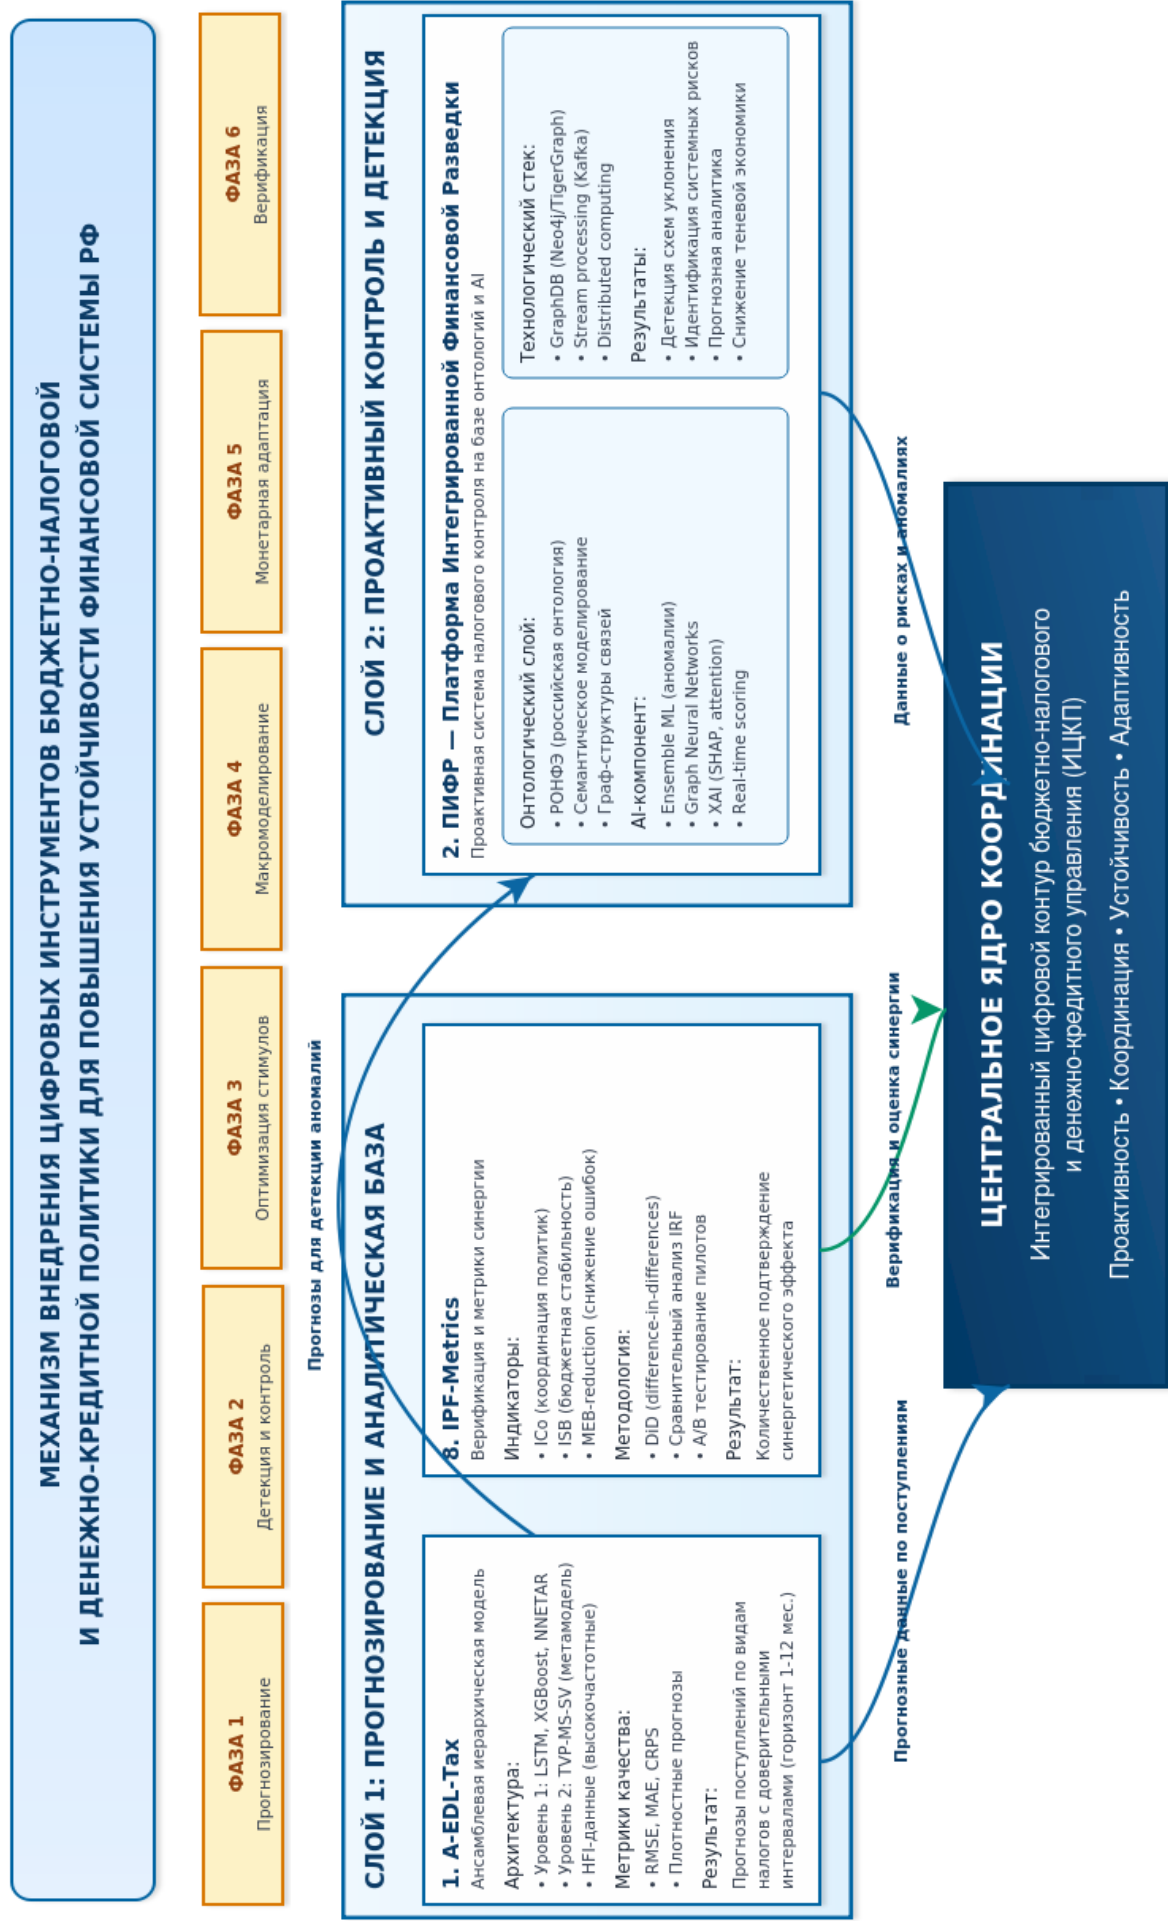 МЕХАНИЗМ ВНЕДРЕНИЯ ЦИФРОВЫХ ИНСТРУМЕНТОВ БЮДЖЕТНО-НАЛОГОВОЙ
И ДЕНЕЖНО-КРЕДИТНОЙ ПОЛИТИКИ ДЛЯ ПОВЫШЕНИЯ УСТОЙЧИВОСТИ ФИНАНСОВОЙ СИСТЕМЫ РФ
ФАЗА 1
Прогнозирование
ФАЗА 2
Детекция и контроль
ФАЗА 3
Оптимизация стимулов
ФАЗА 4
Макромоделирование
ФАЗА 5
Монетарная адаптация
ФАЗА 6
Верификация
Прогнозы для детекции аномалий
СЛОЙ 1: ПРОГНОЗИРОВАНИЕ И АНАЛИТИЧЕСКАЯ БАЗА
1. A-EDL-Tax
Ансамблевая иерархическая модель
Архитектура:
• Уровень 1: LSTM, XGBoost, NNETAR
• Уровень 2: TVP-MS-SV (метамодель)
• HFI-данные (высокочастотные)
Метрики качества:
• RMSE, MAE, CRPS
• Плотностные прогнозы
Результат:
Прогнозы поступлений по видам
налогов с доверительными
интервалами (горизонт 1-12 мес.)
8. IPF-Metrics
Верификация и метрики синергии
Индикаторы:
• ICo (координация политик)
• ISB (бюджетная стабильность)
• MEB-reduction (снижение ошибок)
Методология:
• DiD (difference-in-differences)
• Сравнительный анализ IRF
• A/B тестирование пилотов
Результат:
Количественное подтверждение
синергетического эффекта
СЛОЙ 2: ПРОАКТИВНЫЙ КОНТРОЛЬ И ДЕТЕКЦИЯ
2. ПИФР — Платформа Интегрированной Финансовой Разведки
Проактивная система налогового контроля на базе онтологий и AI
Онтологический слой:
• РОНФЭ (российская онтология)
• Семантическое моделирование
• Граф-структуры связей
AI-компонент:
• Ensemble ML (аномалии)
• Graph Neural Networks
• XAI (SHAP, attention)
• Real-time scoring
Технологический стек:
• GraphDB (Neo4j/TigerGraph)
• Stream processing (Kafka)
• Distributed computing
Результаты:
• Детекция схем уклонения
• Идентификация системных рисков
• Прогнозная аналитика
• Снижение теневой экономики
Прогнозные данные по поступлениям
Верификация и оценка синергии
Данные о рисках и аномалиях
ЦЕНТРАЛЬНОЕ ЯДРО КООРДИНАЦИИ
Интегрированный цифровой контур бюджетно-налогового
и денежно-кредитного управления (ИЦКП)
Проактивность • Координация • Устойчивость • Адаптивность